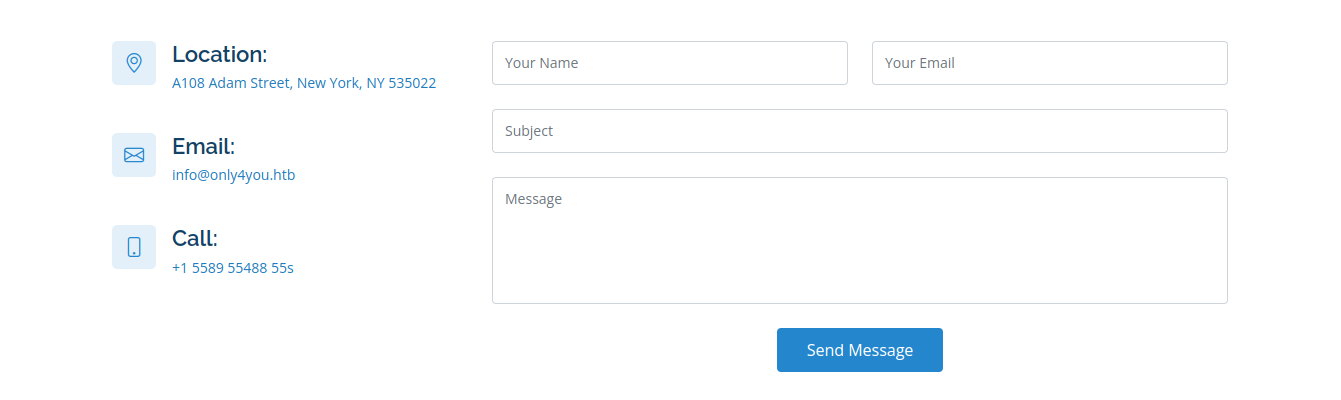 Location:
A108 Adam Street, New York, NY 535022
Email:
info@only4you.htb
Call:
+1 5589 55488 55s
Your Name
Your Email
Subject
Message
Send Message